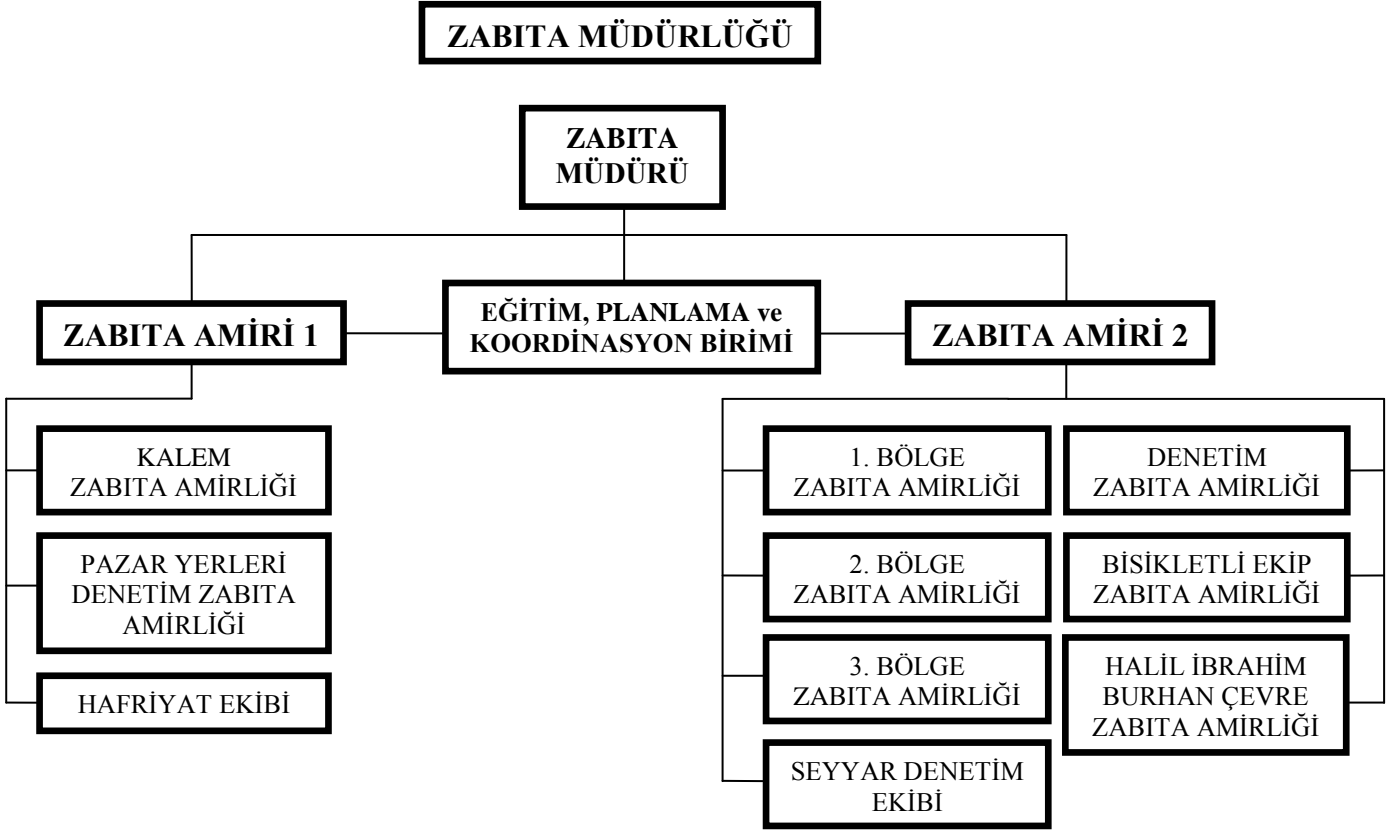 ZABITA MÜDÜRLÜĞÜ
ZABITA
MÜDÜRÜ
ZABITA AMİRİ 1
EĞİTİM, PLANLAMA ve
KOORDİNASYON BİRİMİ
ZABITA AMİRİ 2
KALEM
ZABITA AMİRLİĞİ
PAZAR YERLERİ
DENETİM ZABITA
AMİRLİĞİ
HAFRİYAT EKİBİ
1. BÖLGE
ZABITA AMİRLİĞİ
2. BÖLGE
ZABITA AMİRLİĞİ
3. BÖLGE
ZABITA AMİRLİĞİ
SEYYAR DENETİM
EKİBİ
DENETİM
ZABITA AMİRLİĞİ
BİSİKLETLİ EKİP
ZABITA AMİRLİĞİ
HALİL İBRAHİM
BURHAN ÇEVRE
ZABITA AMİRLİĞİ